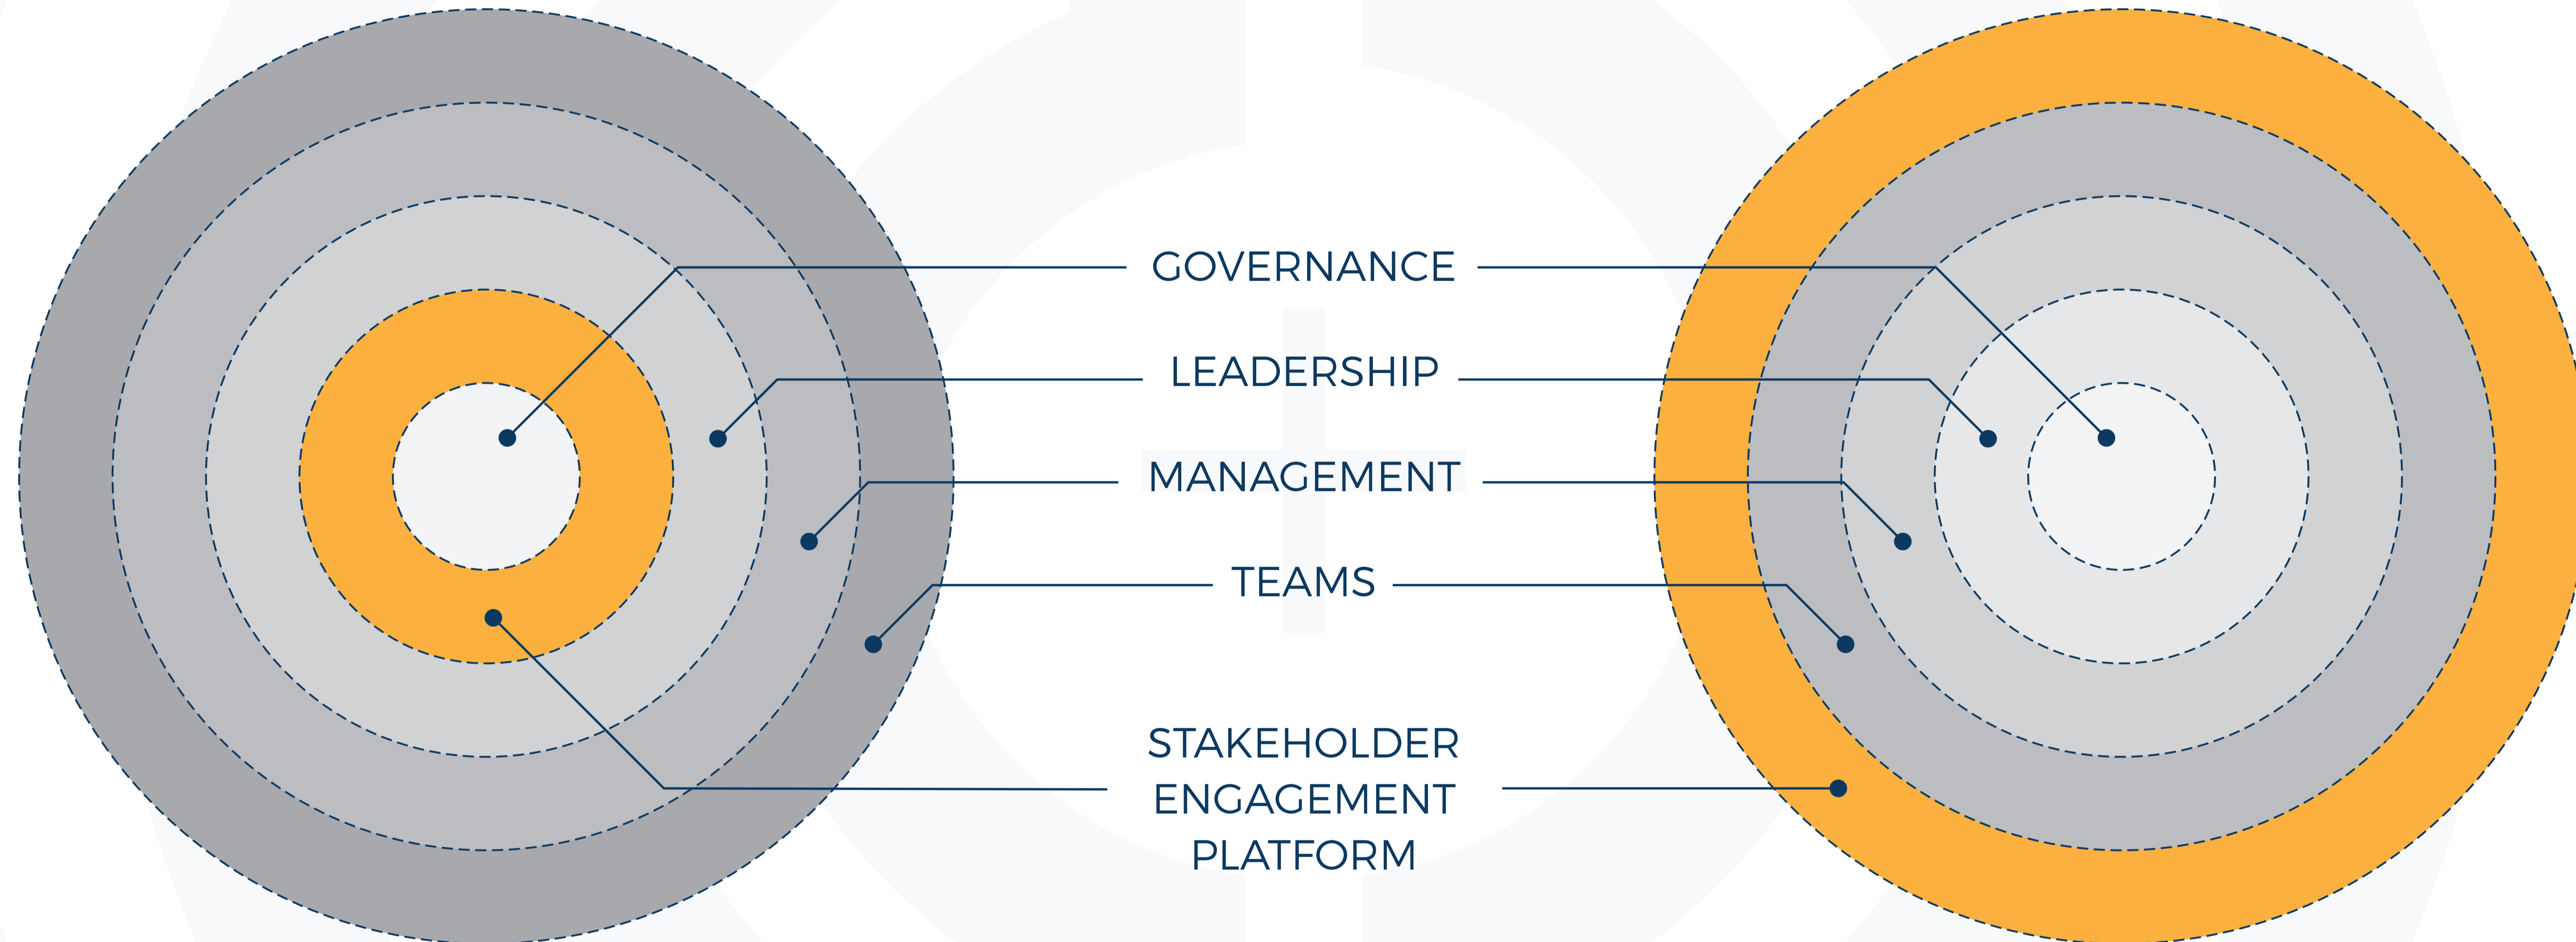 GOVERNANCE
LEADERSHIP
MANAGEMENT
TEAMS
STAKEHOLDER
ENGAGEMENT
PLATFORM